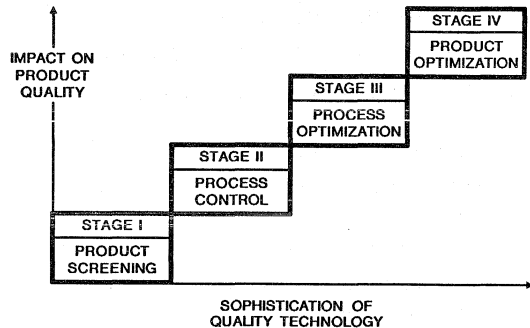 STAGE IV
PRODUCT
OPTIMIZATION
IMPACT ON
PRODUCT
QUALITY
STAGE III
PROCESS
OPTIMIZATION
STAGE II
PROCESS
CONTROL
STAGE I
PRODUCT
SCREENING
SOPHISTICATION OF
QUALITY TECHNOLOGY